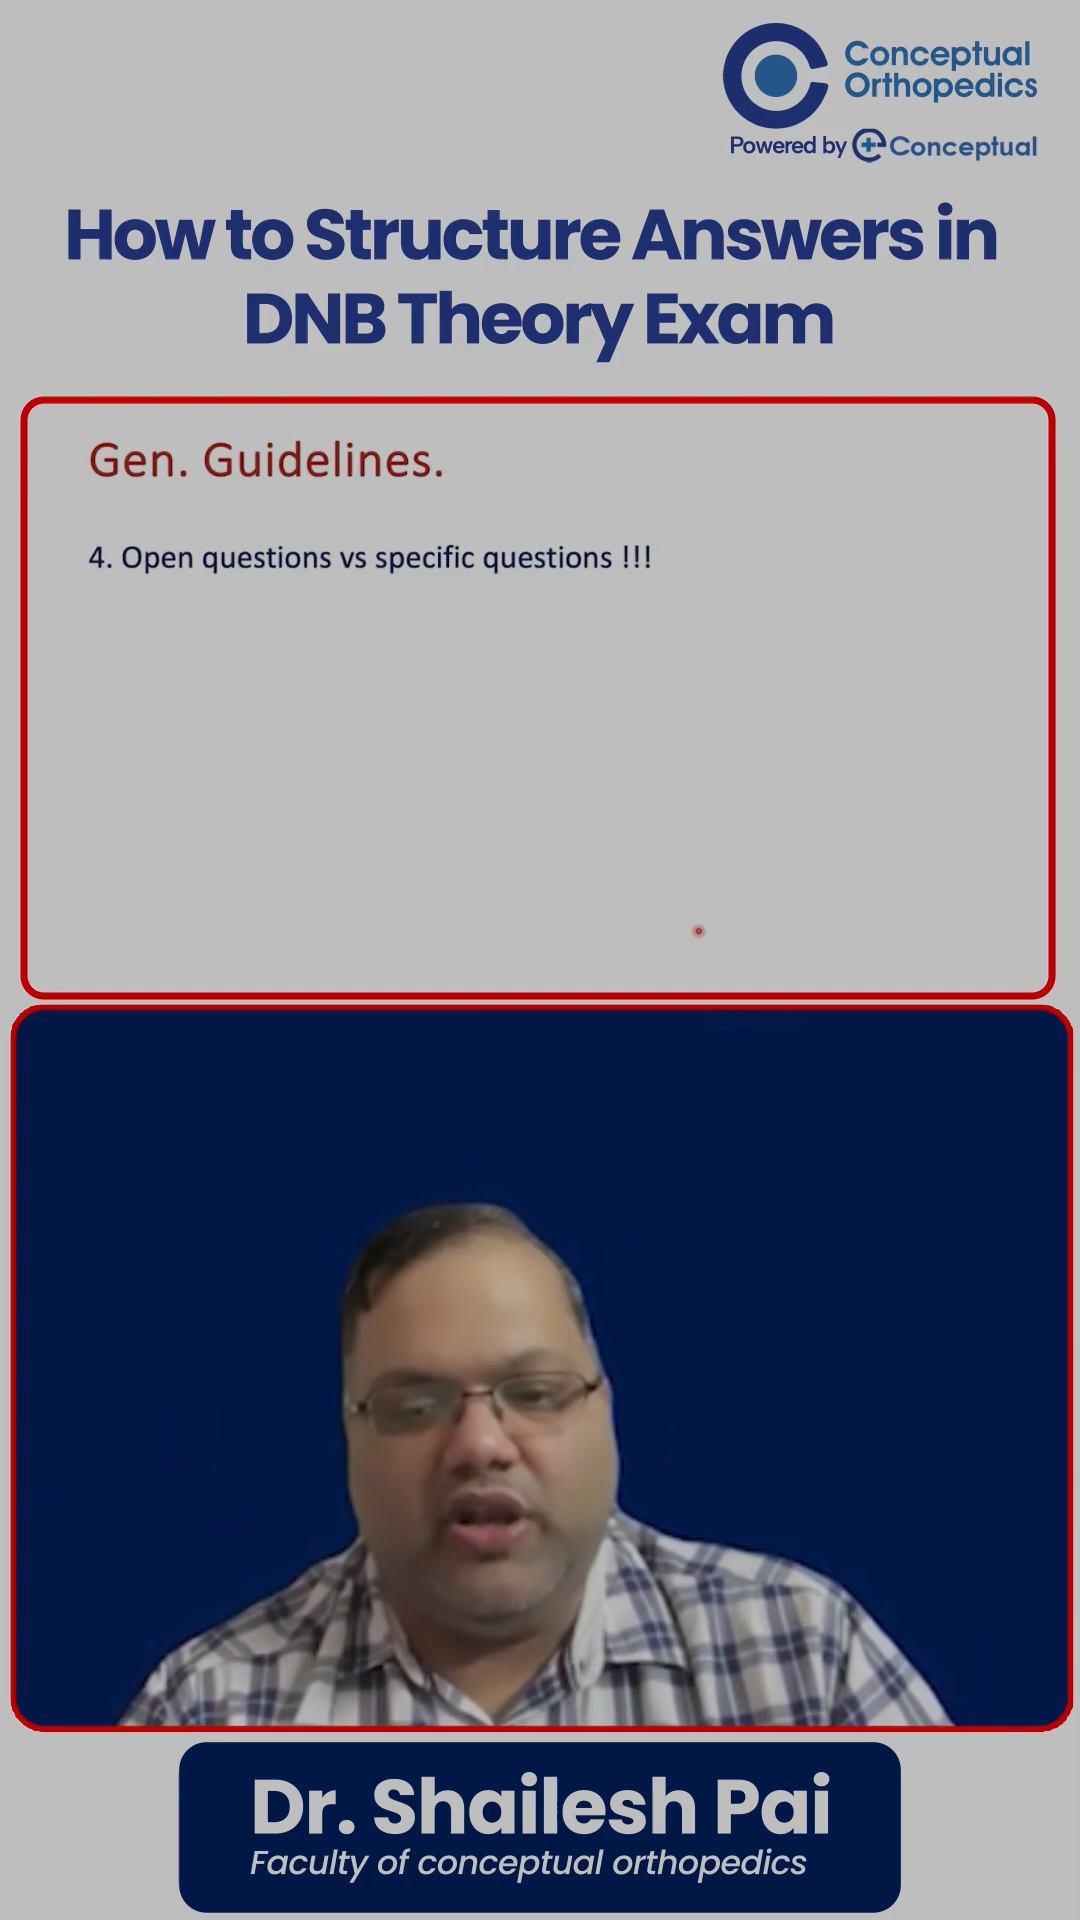 Conceptual
Orthopedics
Powered by Conceptual
How to Structure Answers in
DNB Theory Exam
Gen. Guidelines.
4. Open questions vs specific questions !!!
Dr. Shailesh Pai
Faculty of conceptual orthopedics